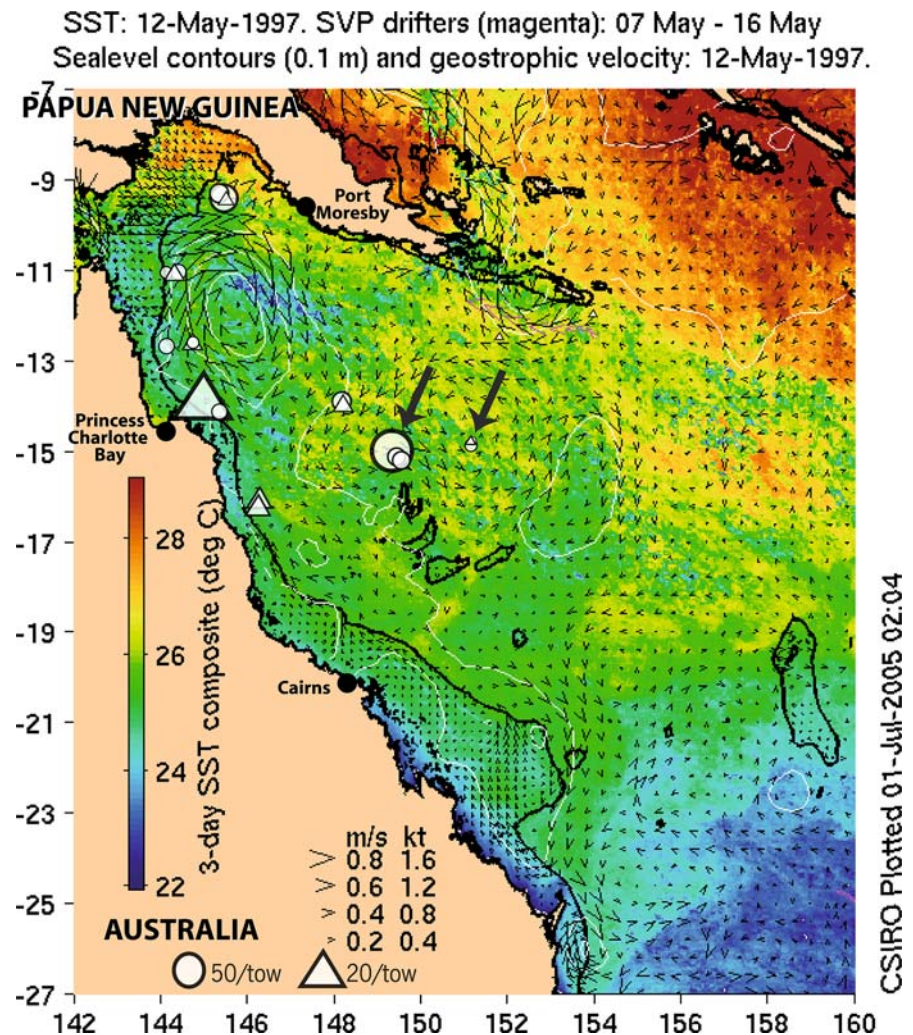 SST: 12-May-1997. SVP drifters (magenta): 07 May - 16 May
Sealevel contours (0.1 m) and geostrophic velocity: 12-May-1997.
-7
PAPUA NEW GUINEA
-9
Port
Moresby
-11
-13
Princess
Charlotte
Bay
-15
28
-17
-19
26
Cairns
-21
24
-23
22
3-day SST composite (deg C)
m/s kt
0.8 1.6
0.6 1.2
0.4 0.8
0.2 0.4
-25
AUSTRALIA
50/tow
20/tow
-27
142 144 146 148 150 152 154 156 158 160
CSIRO Plotted 01-Jul-2005 02:04